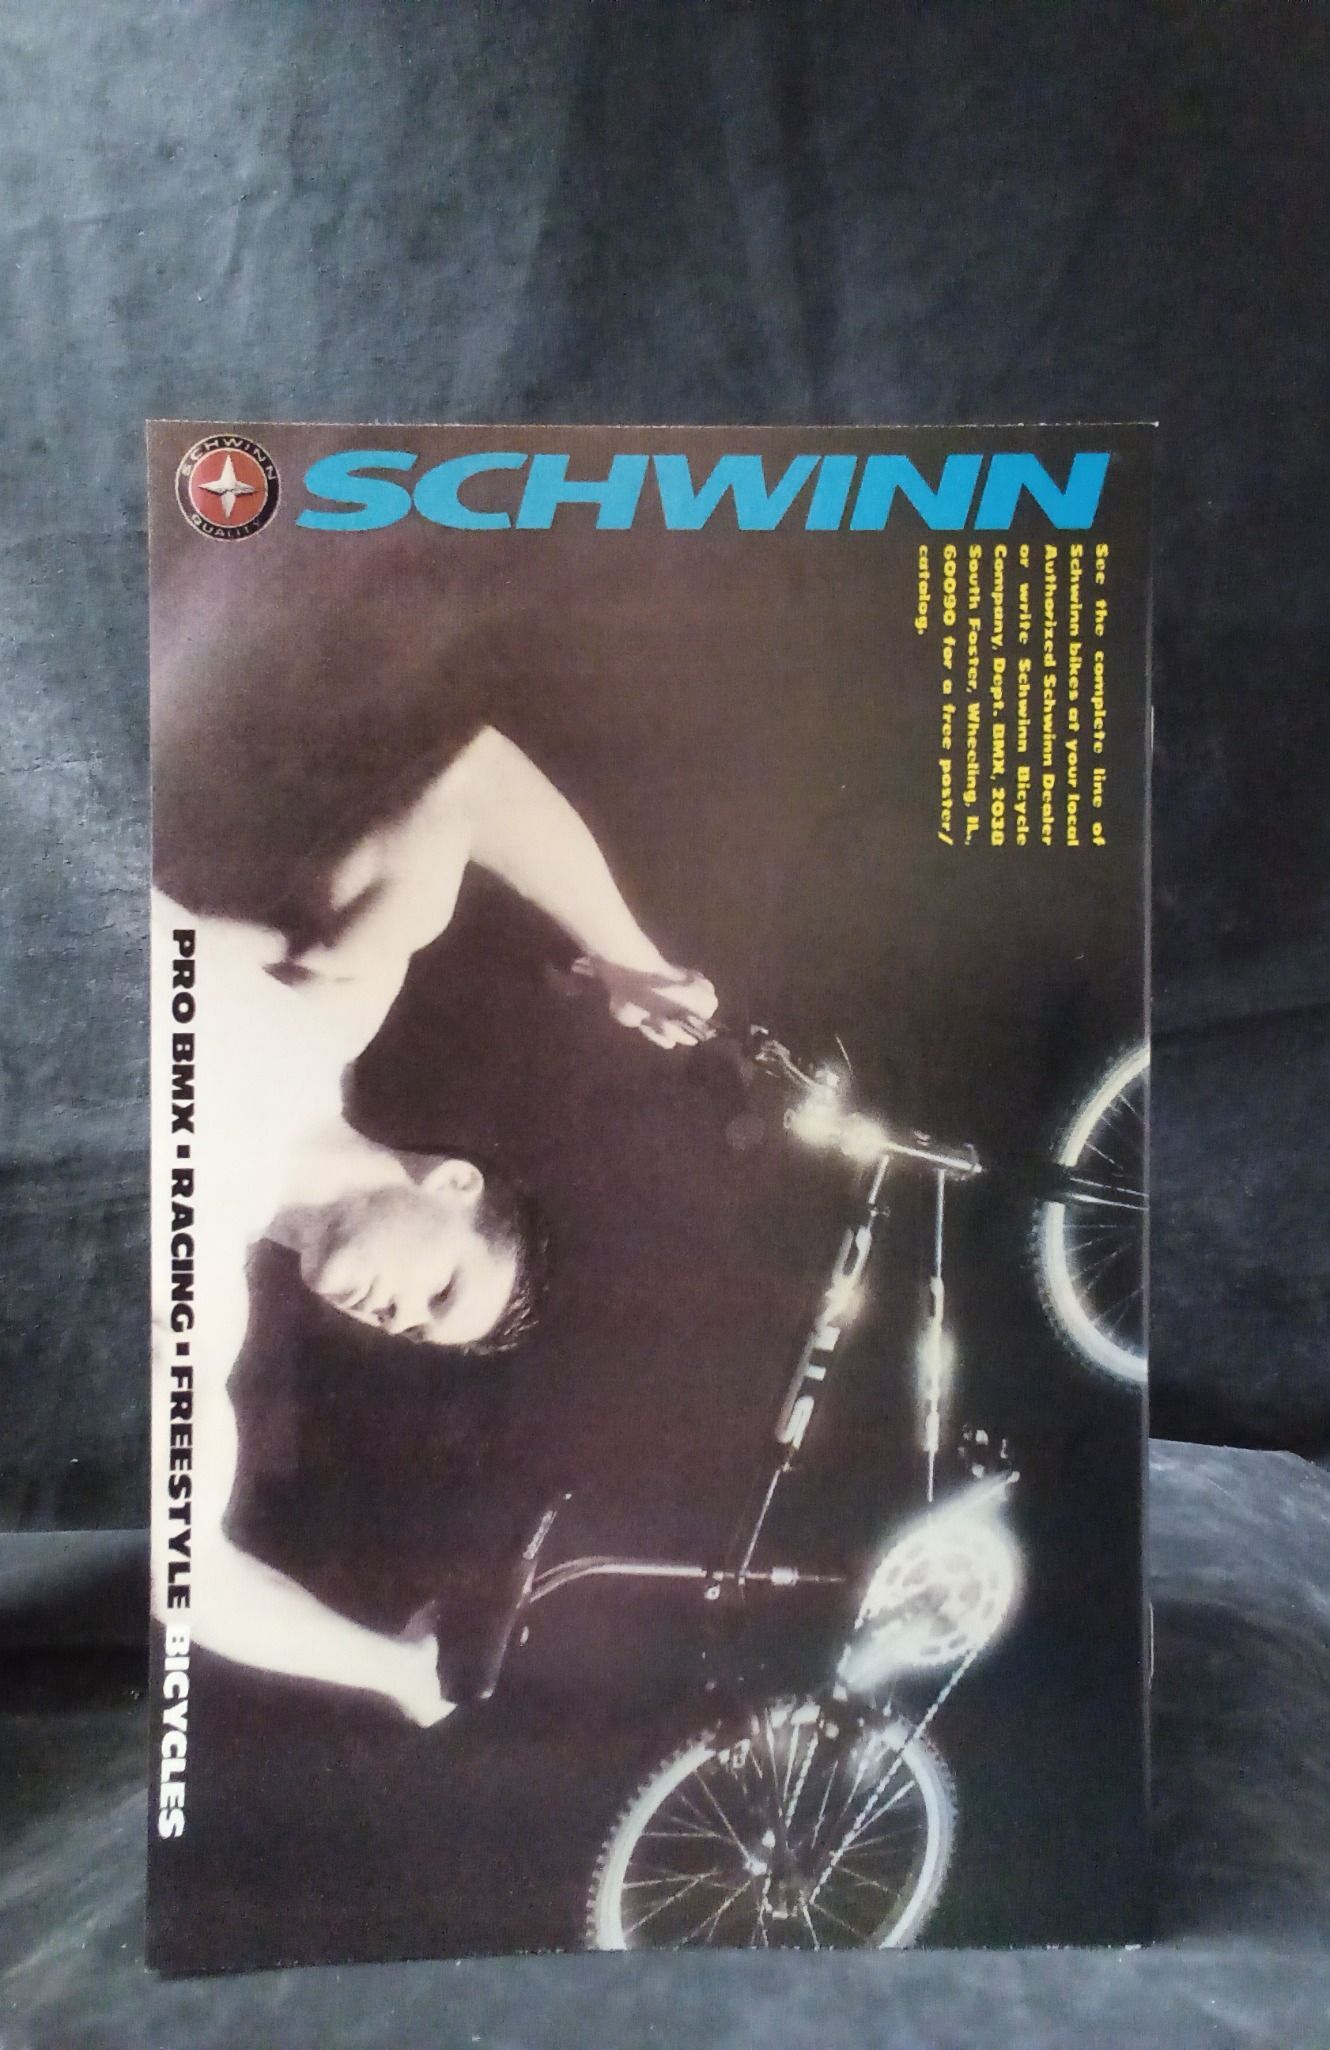 SCHWINN
QUALITY
SCHWINN
See the complete line of
Schwinn bikes at your local
Authorized Schwinn Dealer
or write Schwinn Bicycle
Company, Dept. BMX, 2038
South Foster, Wheeling, IL.,
60090 for a free poster/
catalog.
PRO BMX ▪ RACING ▪ FREESTYLE BICYCLES